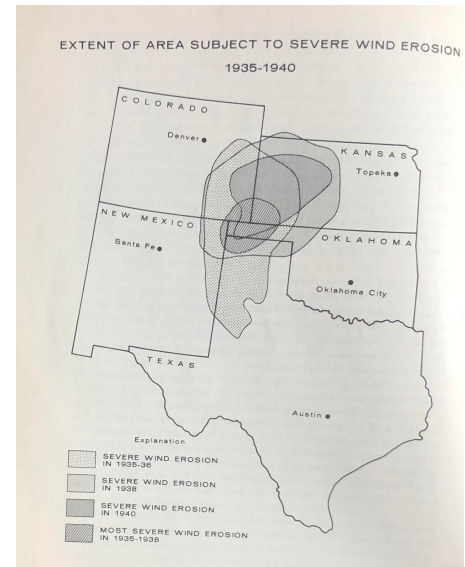 EXTENT OF AREA SUBJECT TO SEVERE WIND EROSION
1935-1940
COLORADO
Denver
KANSAS
Topeka
NEW MEXICO
Santa Fe
OKLAHOMA
Oklahoma City
TEXAS
Austin
Explanation
SEVERE WIND EROSION
IN 1935-36
SEVERE WIND EROSION
IN 1938
SEVERE WIND EROSION
IN 1940
MOST SEVERE WIND EROSION
IN 1935-1938